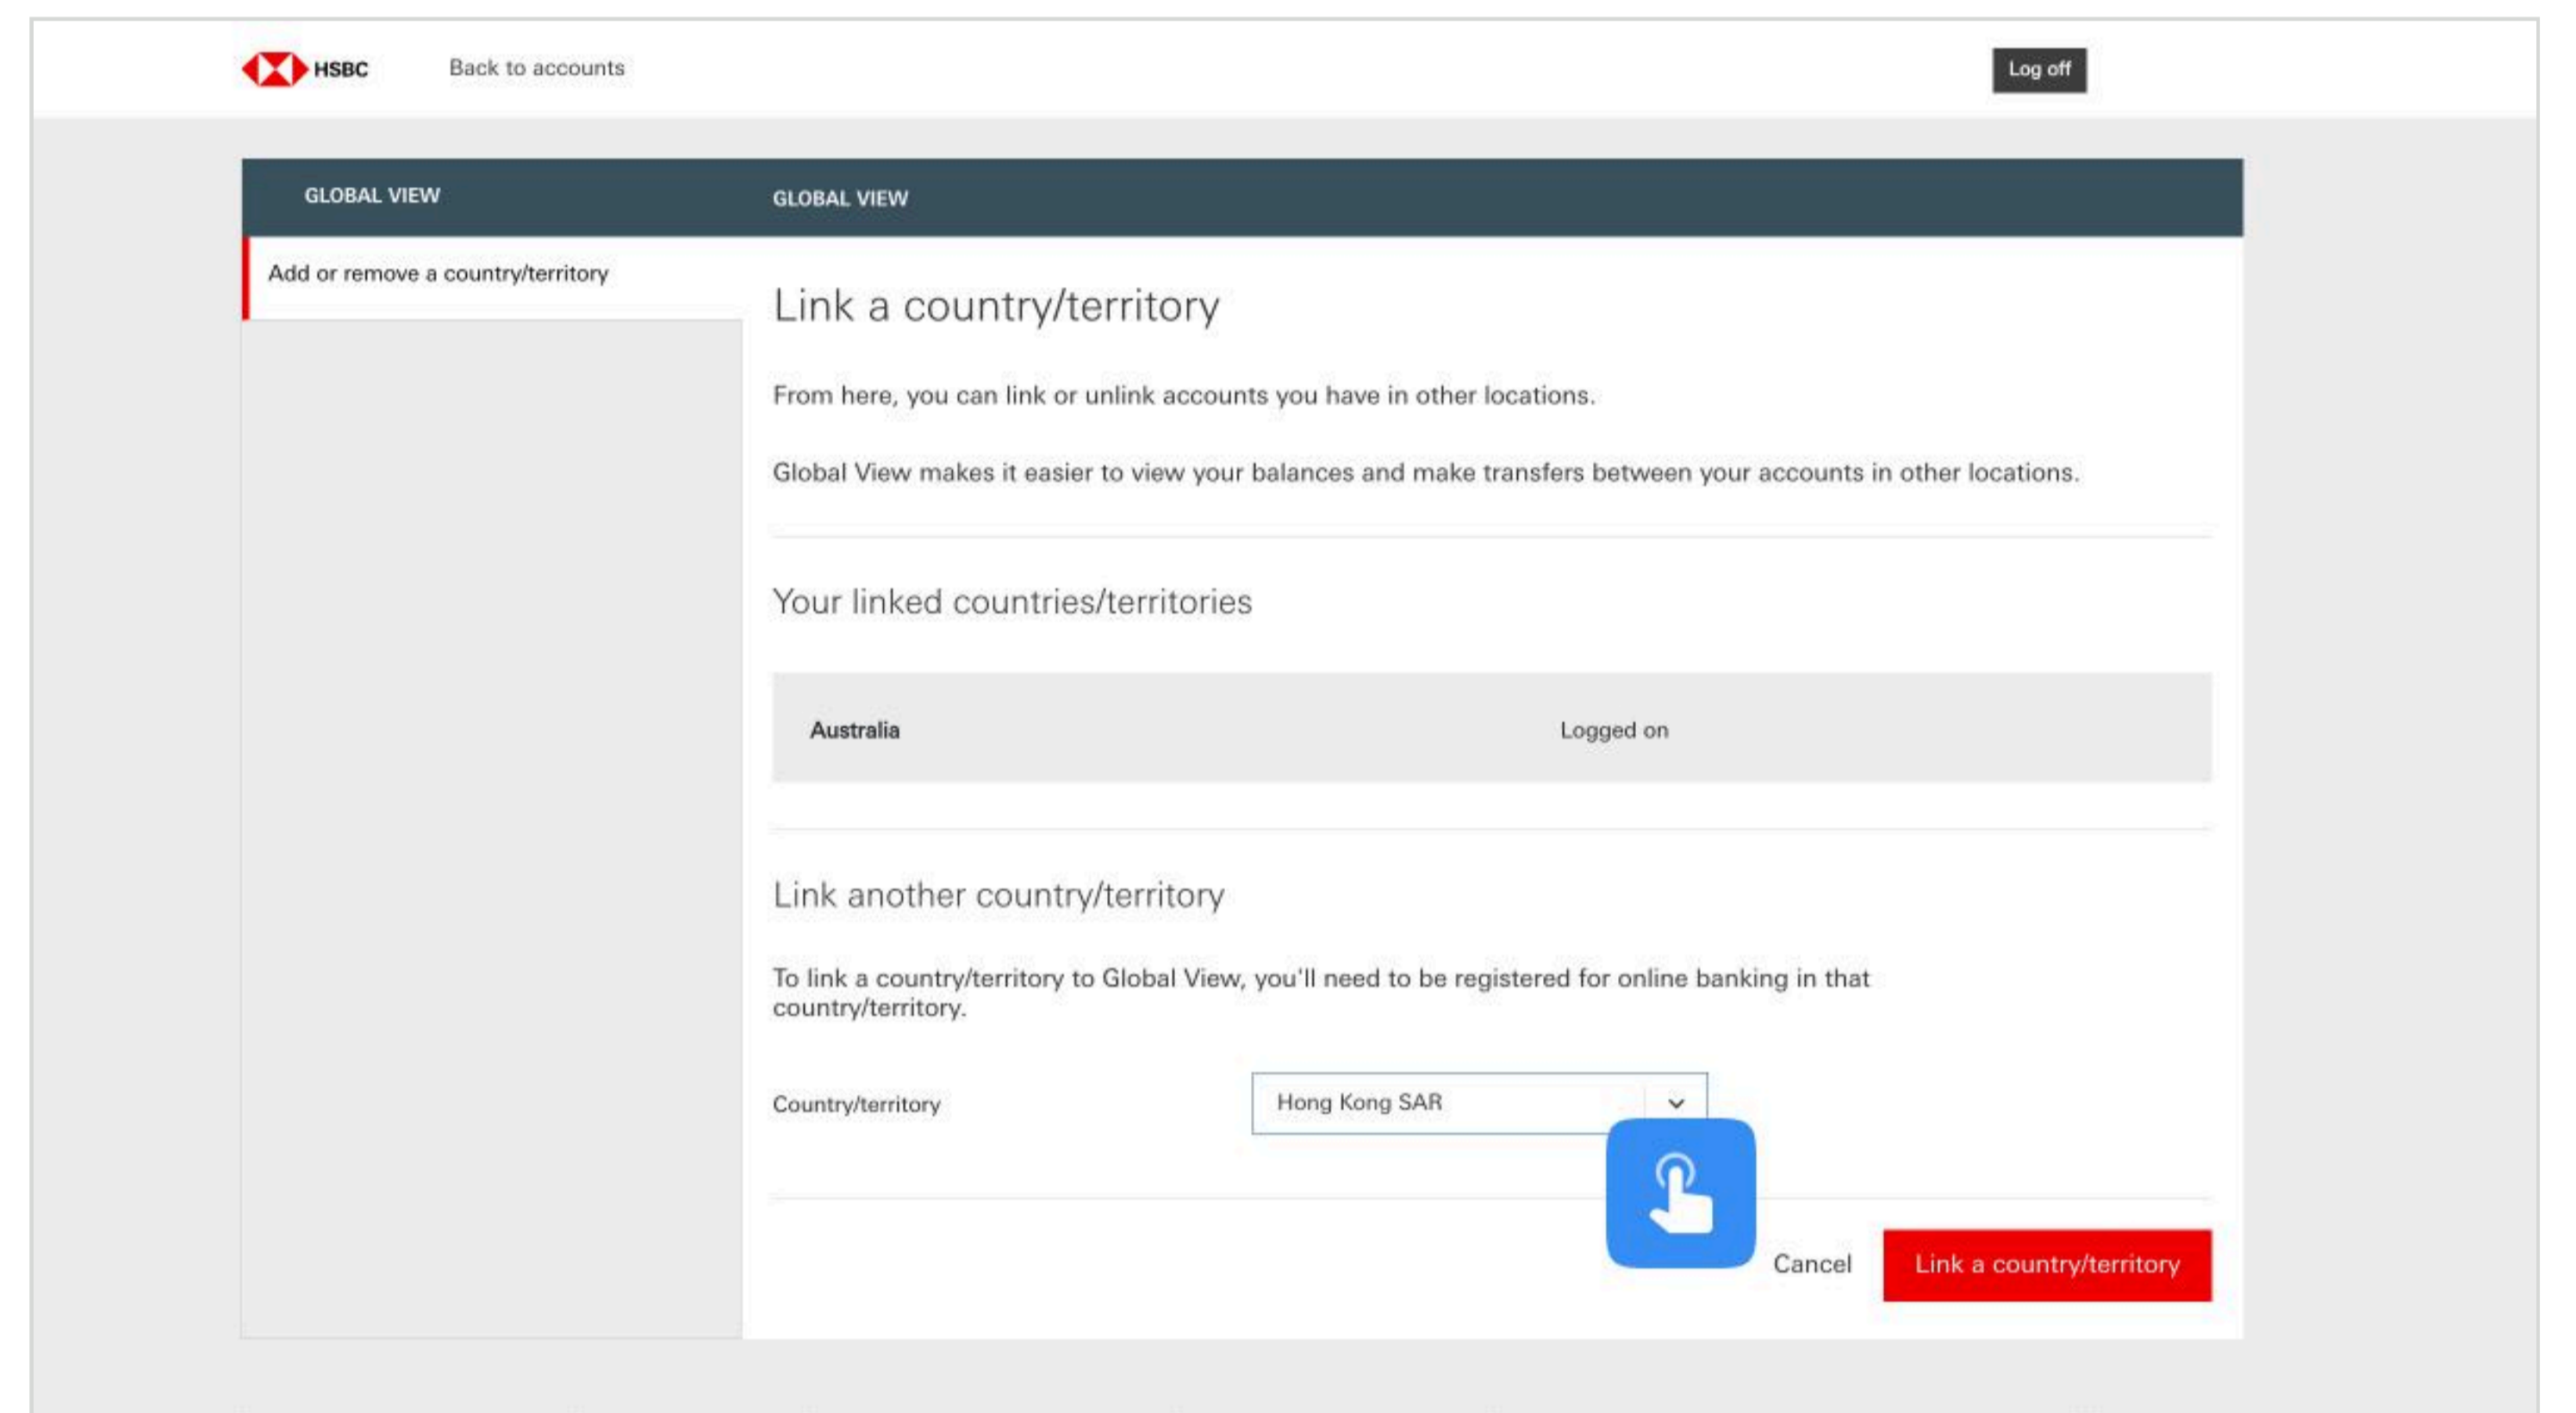 HSBC
Back to accounts
Log off
GLOBAL VIEW
GLOBAL VIEW
Add or remove a country/territory
Link a country/territory
From here, you can link or unlink accounts you have in other locations.
Global View makes it easier to view your balances and make transfers between your accounts in other locations.
Your linked countries/territories
Australia
Logged on
Link another country/territory
To link a country/territory to Global View, you'll need to be registered for online banking in that
country/territory.
Country/territory
Hong Kong SAR
Cancel
Link a country/territory